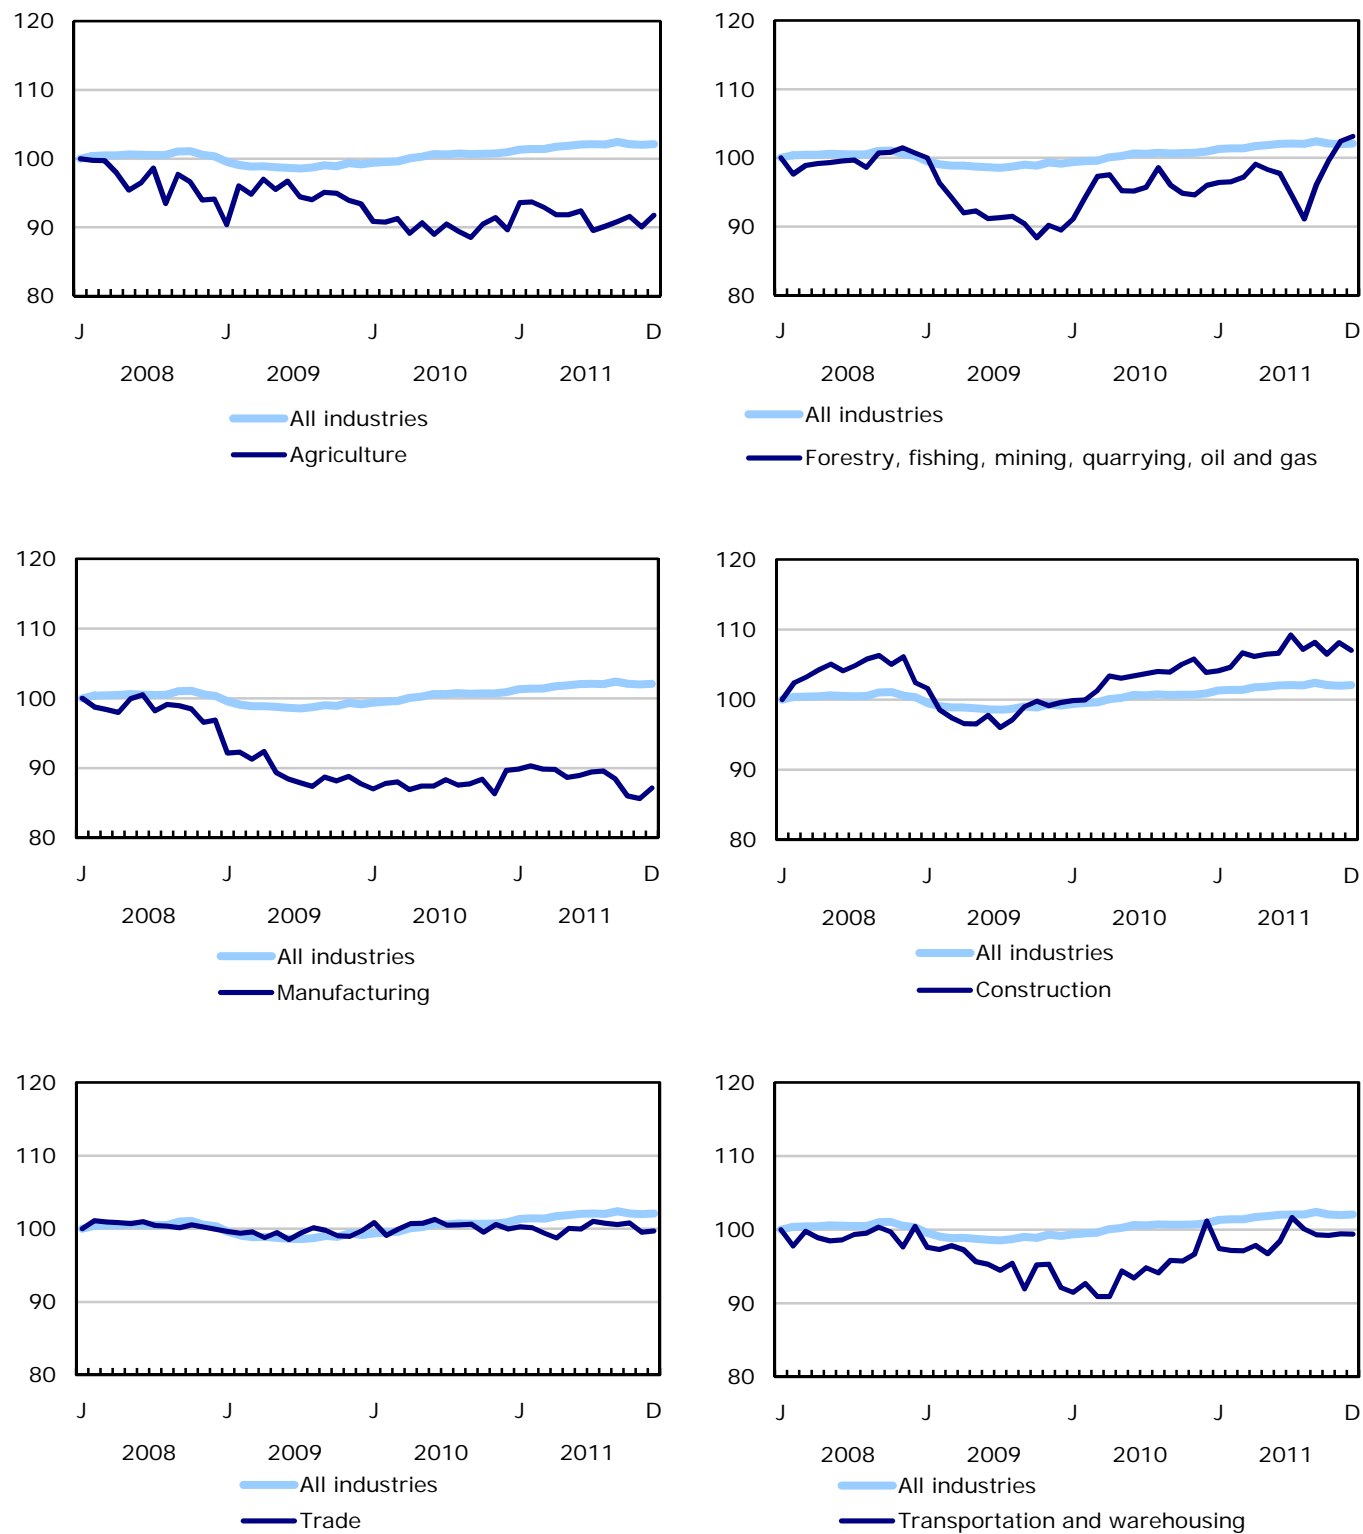 120
110
100
90
80
J J J J D
2008 2009 2010 2011
All industries
Agriculture
120
110
100
90
80
J J J J D
2008 2009 2010 2011
All industries
Forestry, fishing, mining, quarrying, oil and gas
120
110
100
90
80
J J J J D
2008 2009 2010 2011
All industries
Manufacturing
120
110
100
90
80
J J J J D
2008 2009 2010 2011
All industries
Construction
120
110
100
90
80
J J J J D
2008 2009 2010 2011
All industries
Trade
120
110
100
90
80
J J J J D
2008 2009 2010 2011
All industries
Transportation and warehousing